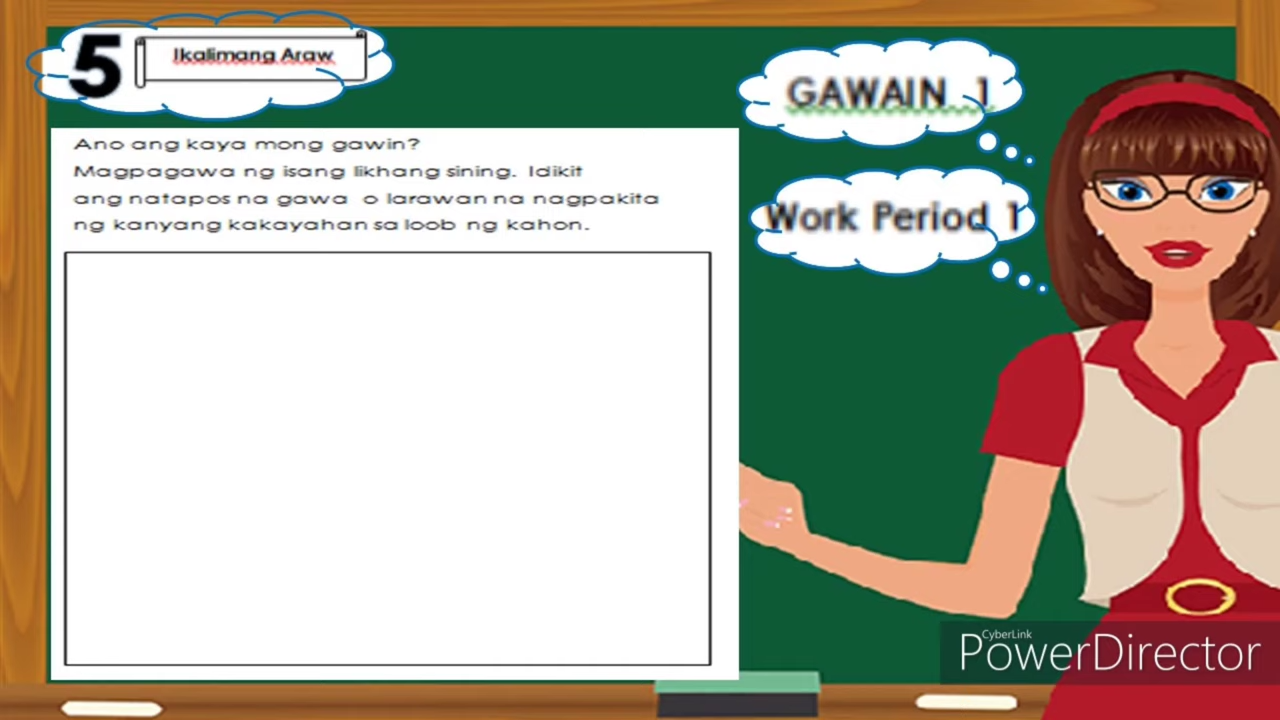 5
Ikalimang Araw
GAWAIN 1
Work Period 1
Ano ang kaya mong gawin?
Magpagawa ng isang likhang sining. Idikit
ang natapos na gawa o larawan na nagpakita
ng kanyang kakayahan sa loob ng kahon.
CyberLink
PowerDirector